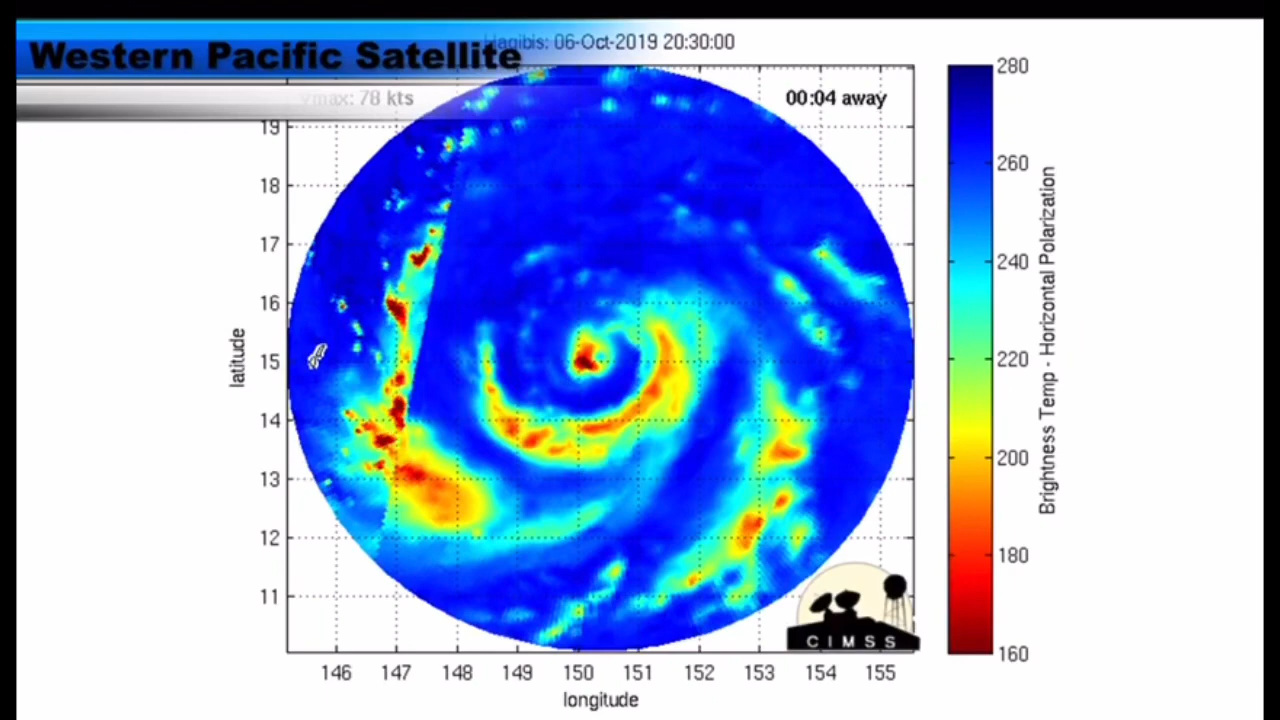 Western Pacific Satellite
Hagibis: 06-Oct-2019 20:30:00
vmax: 78 kts
00:04 away
19
18
17
16
15
14
13
12
11
latitude
146 147 148 149 150 151 152 153 154 155
longitude
280
260
240
220
200
180
160
Brightness Temp - Horizontal Polarization
CIMSS